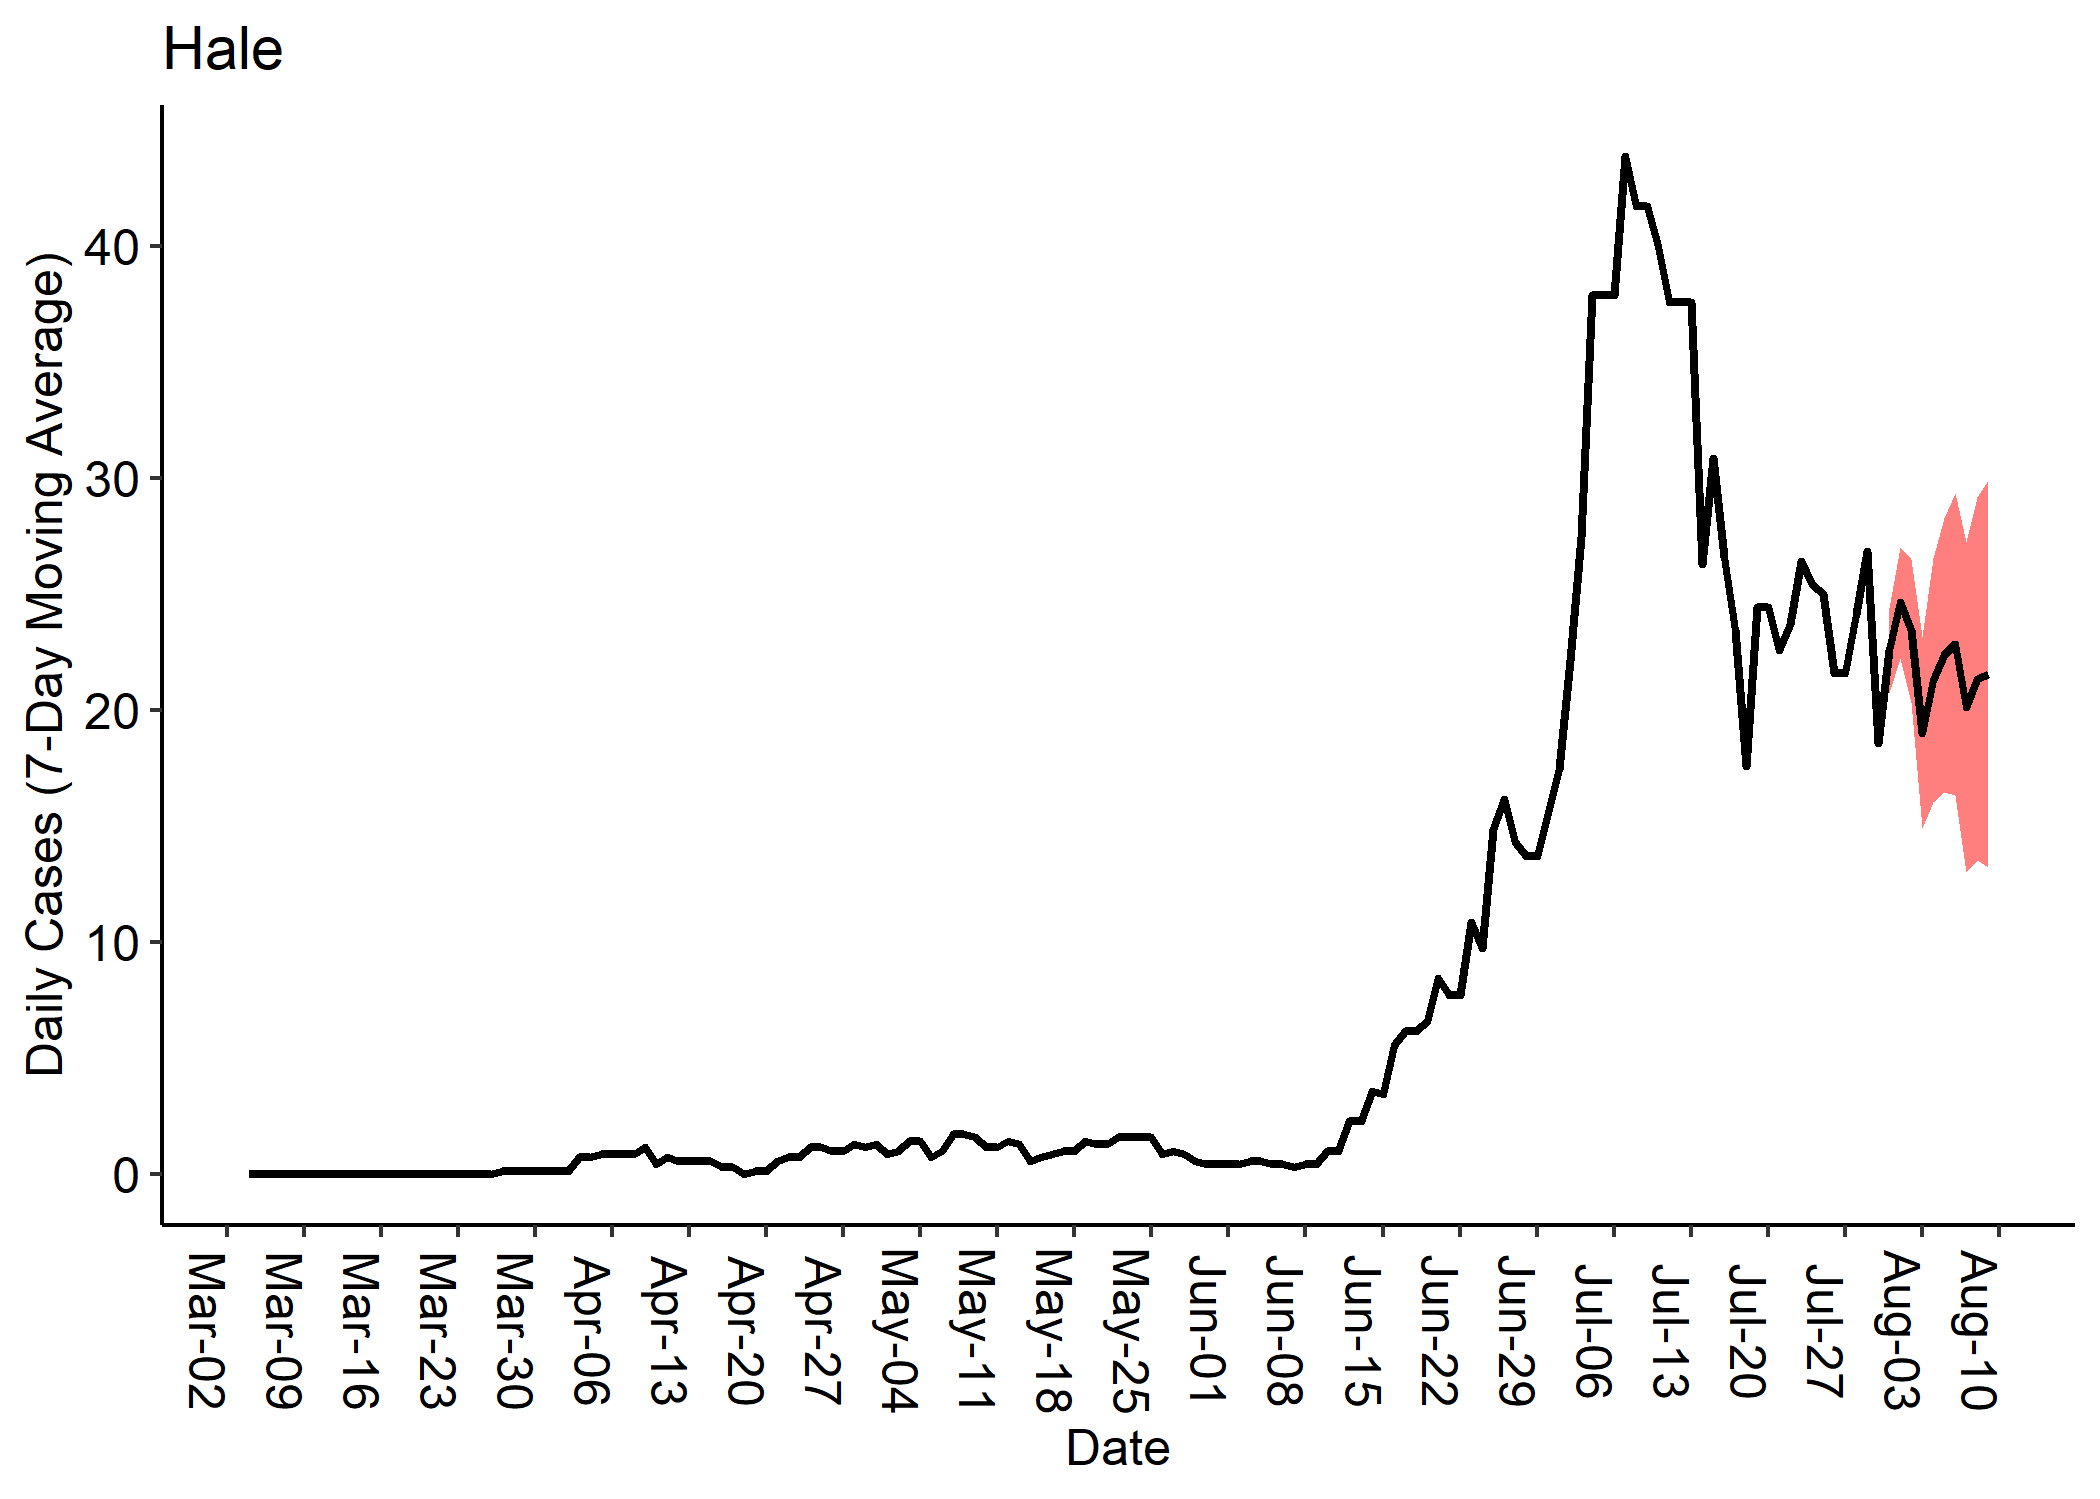 Hale
Daily Cases (7-Day Moving Average)
40
30
20
10
0
Mar-02
Mar-09
Mar-16
Mar-23
Mar-30
Apr-06
Apr-13
Apr-20
Apr-27
May-04
May-11
May-18
May-25
Jun-01
Jun-08
Jun-15
Jun-22
Jun-29
Jul-06
Jul-13
Jul-20
Jul-27
Aug-03
Aug-10
Date